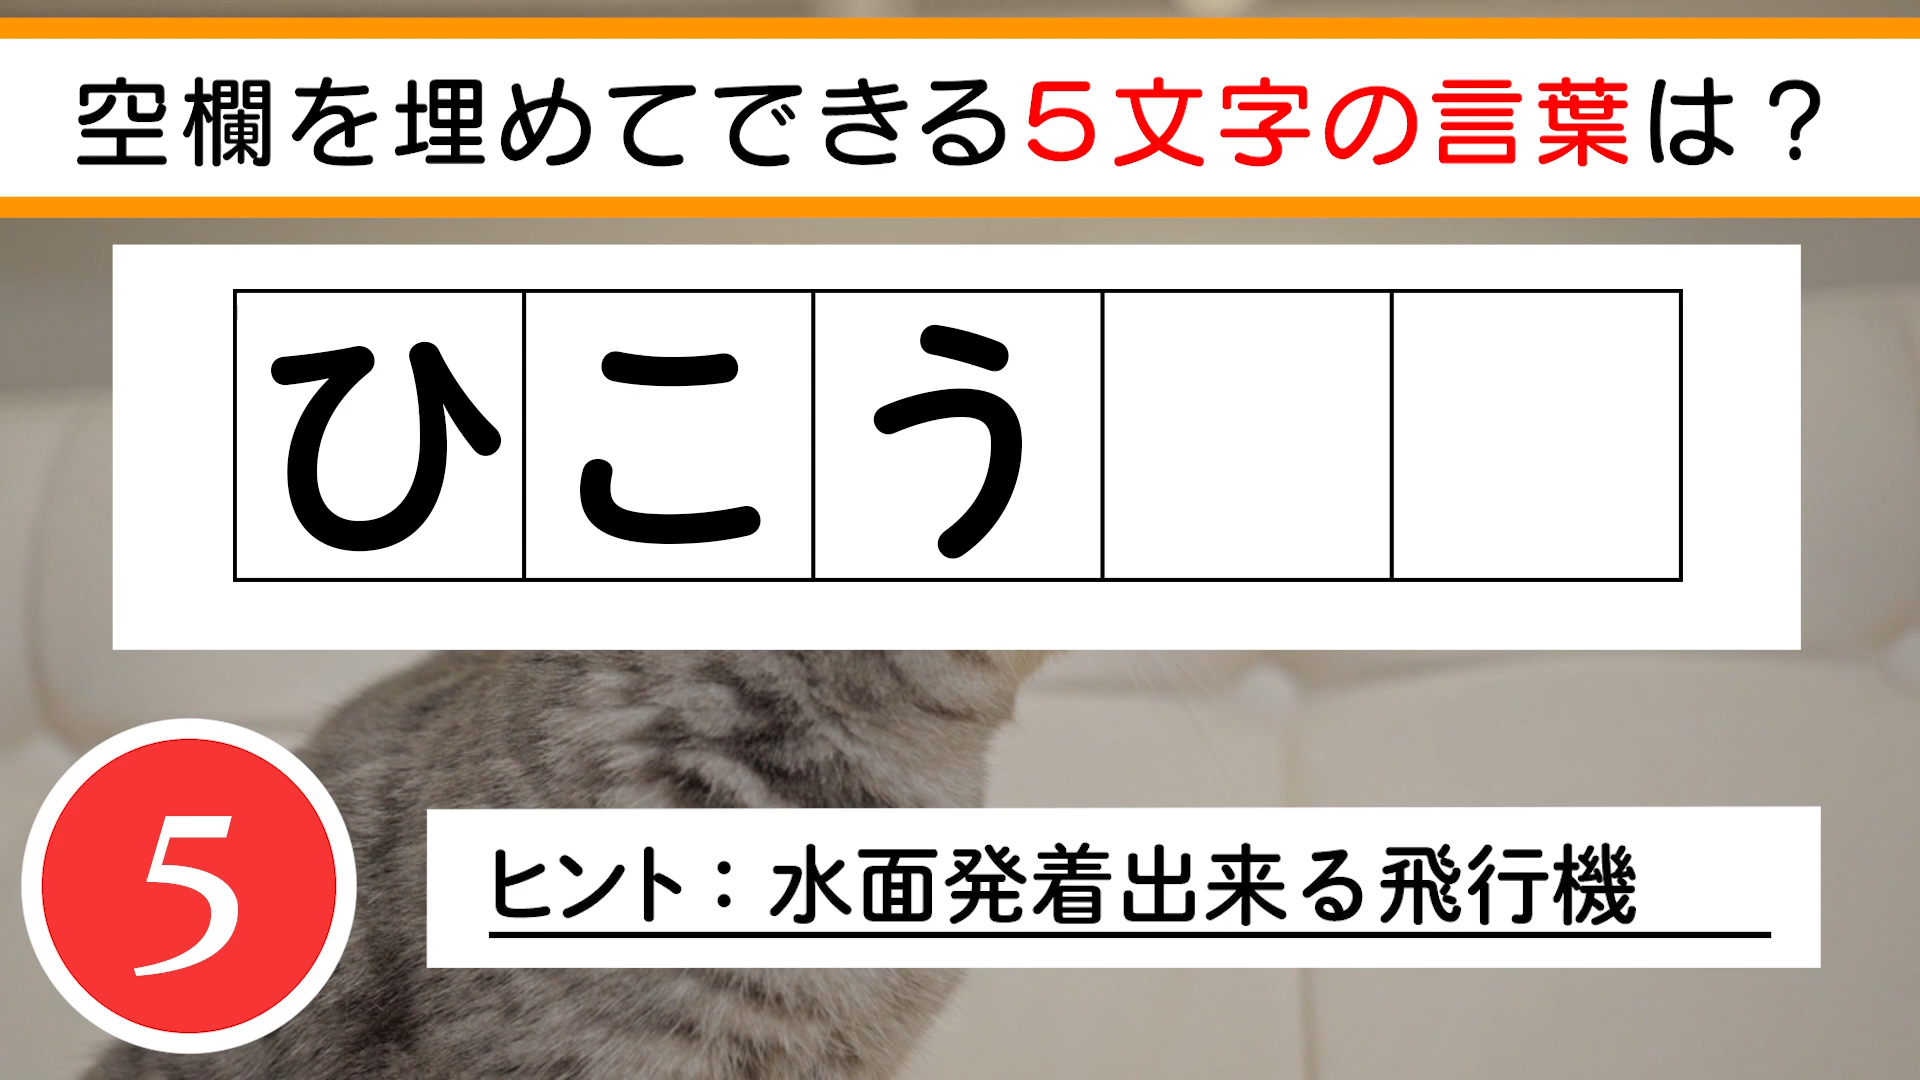 空欄を埋めてできる５文字の言葉は？
ひこう
5
ヒント：水面発着出来る飛行機